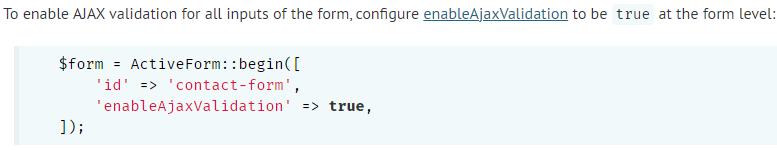 To enable AJAX validation for all inputs of the form, configure enableAjaxValidation to be true at the form level:
$form = ActiveForm::begin([
    'id' => 'contact-form',
    'enableAjaxValidation' => true,
]);